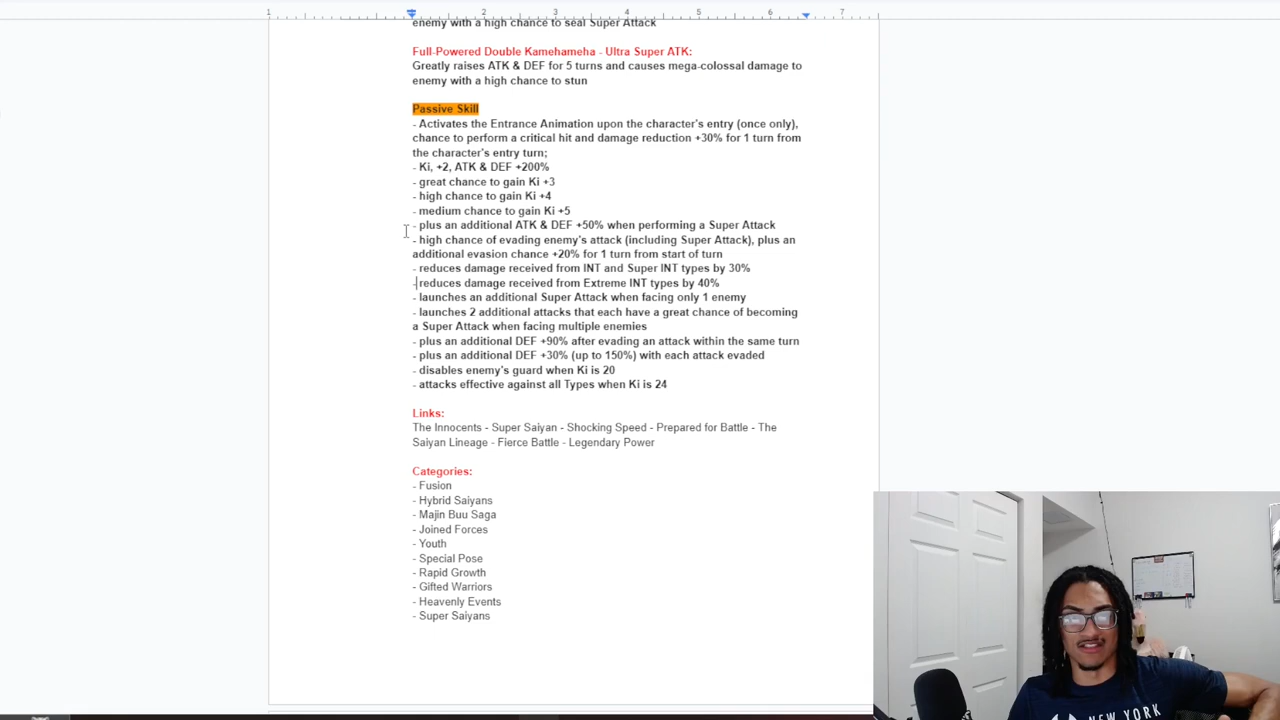 1 2 3 4 5 6 7
enemy with a high chance to seal Super Attack
Full-Powered Double Kamehameha - Ultra Super ATK:
Greatly raises ATK & DEF for 5 turns and causes mega-colossal damage to
enemy with a high chance to stun
Passive Skill
- Activates the Entrance Animation upon the character's entry (once only),
chance to perform a critical hit and damage reduction +30% for 1 turn from
the character's entry turn;
- Ki, +2, ATK & DEF +200%
- great chance to gain Ki +3
- high chance to gain Ki +4
- medium chance to gain Ki +5
- plus an additional ATK & DEF +50% when performing a Super Attack
- high chance of evading enemy's attack (including Super Attack), plus an
additional evasion chance +20% for 1 turn from start of turn
- reduces damage received from INT and Super INT types by 30%
- reduces damage received from Extreme INT types by 40%
- launches an additional Super Attack when facing only 1 enemy
- launches 2 additional attacks that each have a great chance of becoming
a Super Attack when facing multiple enemies
- plus an additional DEF +90% after evading an attack within the same turn
- plus an additional DEF +30% (up to 150%) with each attack evaded
- disables enemy's guard when Ki is 20
- attacks effective against all Types when Ki is 24
Links:
The Innocents - Super Saiyan - Shocking Speed - Prepared for Battle - The
Saiyan Lineage - Fierce Battle - Legendary Power
Categories:
- Fusion
- Hybrid Saiyans
- Majin Buu Saga
- Joined Forces
- Youth
- Special Pose
- Rapid Growth
- Gifted Warriors
- Heavenly Events
- Super Saiyans
NEW YORK